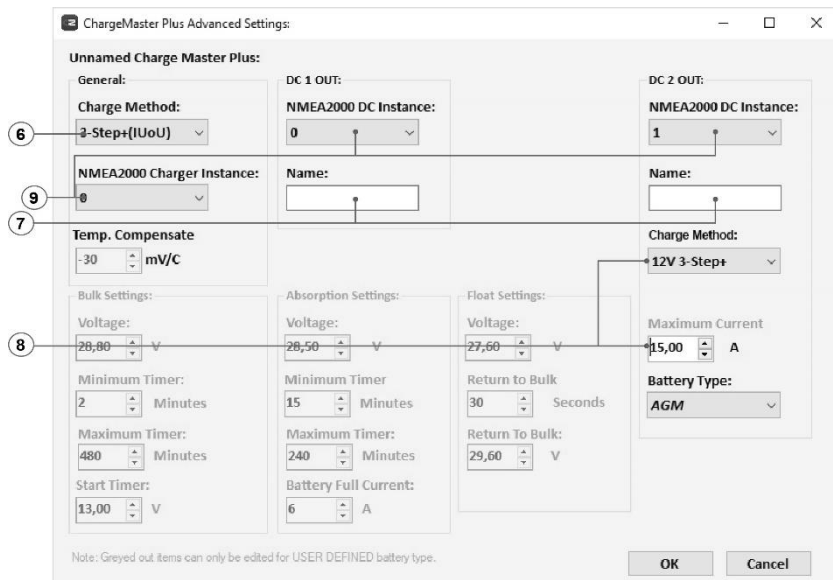 ChargeMaster Plus Advanced Settings:
Unnamed Charge Master Plus:
General:
Charge Method:
3-Step+(IUoU)
NMEA2000 Charger Instance:
0
Temp. Compensate
-30 mV/C
DC 1 OUT:
NMEA2000 DC Instance:
0
Name:
DC 2 OUT:
NMEA2000 DC Instance:
1
Name:
Charge Method:
12V 3-Step+
Maximum Current
15,00 A
Battery Type:
AGM
Bulk Settings:
Voltage:
28,80 V
Minimum Timer:
2 Minutes
Maximum Timer:
480 Minutes
Start Timer:
13,00 V
Absorption Settings:
Voltage:
28,50 V
Minimum Timer
15 Minutes
Maximum Timer:
240 Minutes
Battery Full Current:
6 A
Float Settings:
Voltage:
27,60 V
Return to Bulk
30 Seconds
Return To Bulk:
29,60 V
Note: Greyed out items can only be edited for USER DEFINED battery type.
OK
Cancel
6
9
7
8